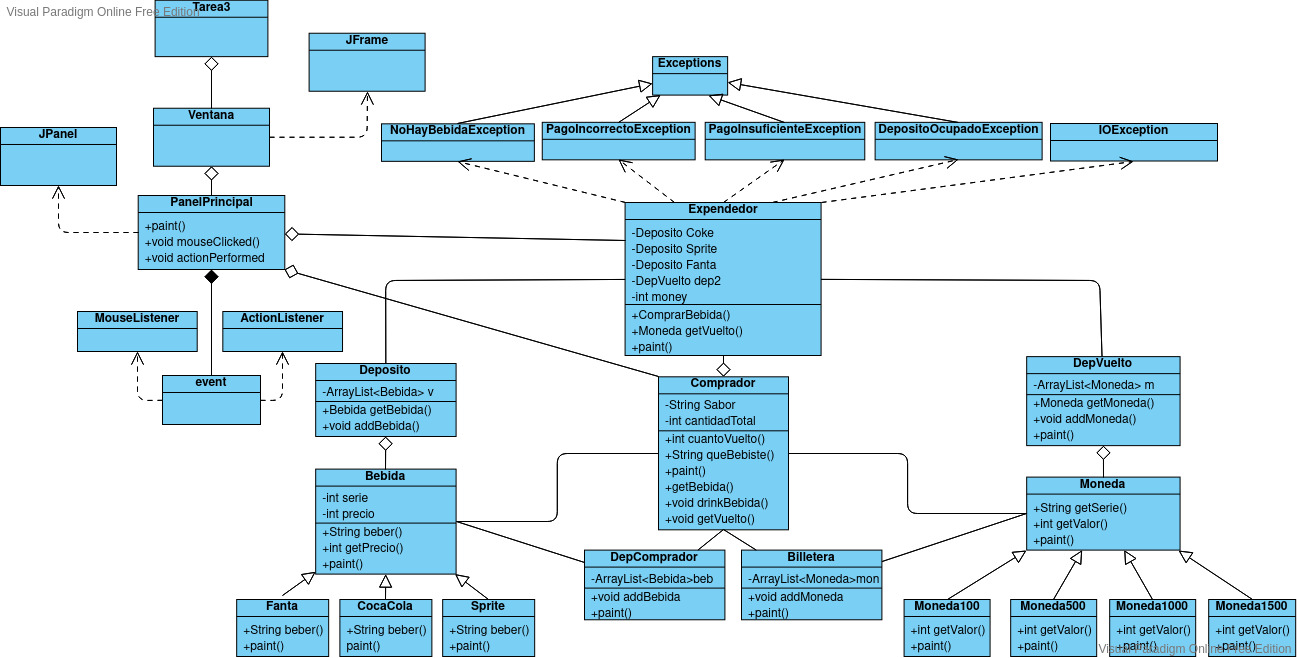 Visual Paradigm Online Free Edition
Tarea3
JFrame
Exceptions
Ventana
JPanel
NoHayBebidaException
PagoIncorrectoException
PagoInsuficienteException
DepositoOcupadoException
IOException
PanelPrincipal
+paint()
+void mouseClicked()
+void actionPerformed
Expendedor
-Deposito Coke
-Deposito Sprite
-Deposito Fanta
-DepVuelto dep2
-int money
+ComprarBebida()
+Moneda getVuelto()
+paint()
MouseListener
ActionListener
event
Deposito
-ArrayList<Bebida> v
+Bebida getBebida()
+void addBebida()
Comprador
-String Sabor
-int cantidadTotal
+int cuantoVuelto()
+String queBebiste()
+paint()
+getBebida()
+void drinkBebida()
+void getVuelto()
DepVuelto
-ArrayList<Moneda> m
+Moneda getMoneda()
+void addMoneda()
+paint()
Bebida
-int serie
-int precio
+String beber()
+int getPrecio()
+paint()
Moneda
+String getSerie()
+int getValor()
+paint()
DepComprador
-ArrayList<Bebida>beb
+void addBebida
+paint()
Billetera
-ArrayList<Moneda>mon
+void addMoneda
+paint()
Fanta
+String beber()
+paint()
CocaCola
+String beber()
paint()
Sprite
+String beber()
+paint()
Moneda100
+int getValor()
+paint()
Moneda500
+int getValor()
+paint()
Moneda1000
+int getValor()
+paint()
Moneda1500
+int getValor()
+paint()
Visual Paradigm Online Free Edition